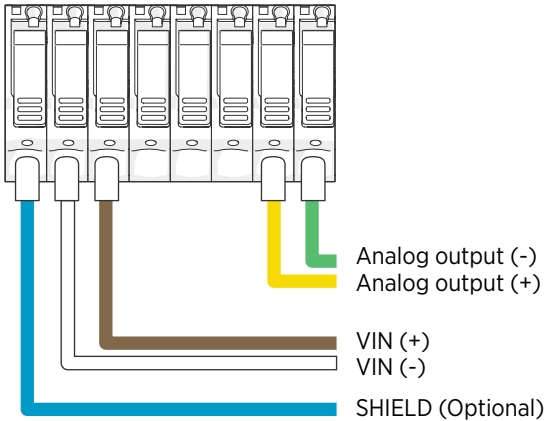 Analog output (-)
Analog output (+)
VIN (+)
VIN (-)
SHIELD (Optional)